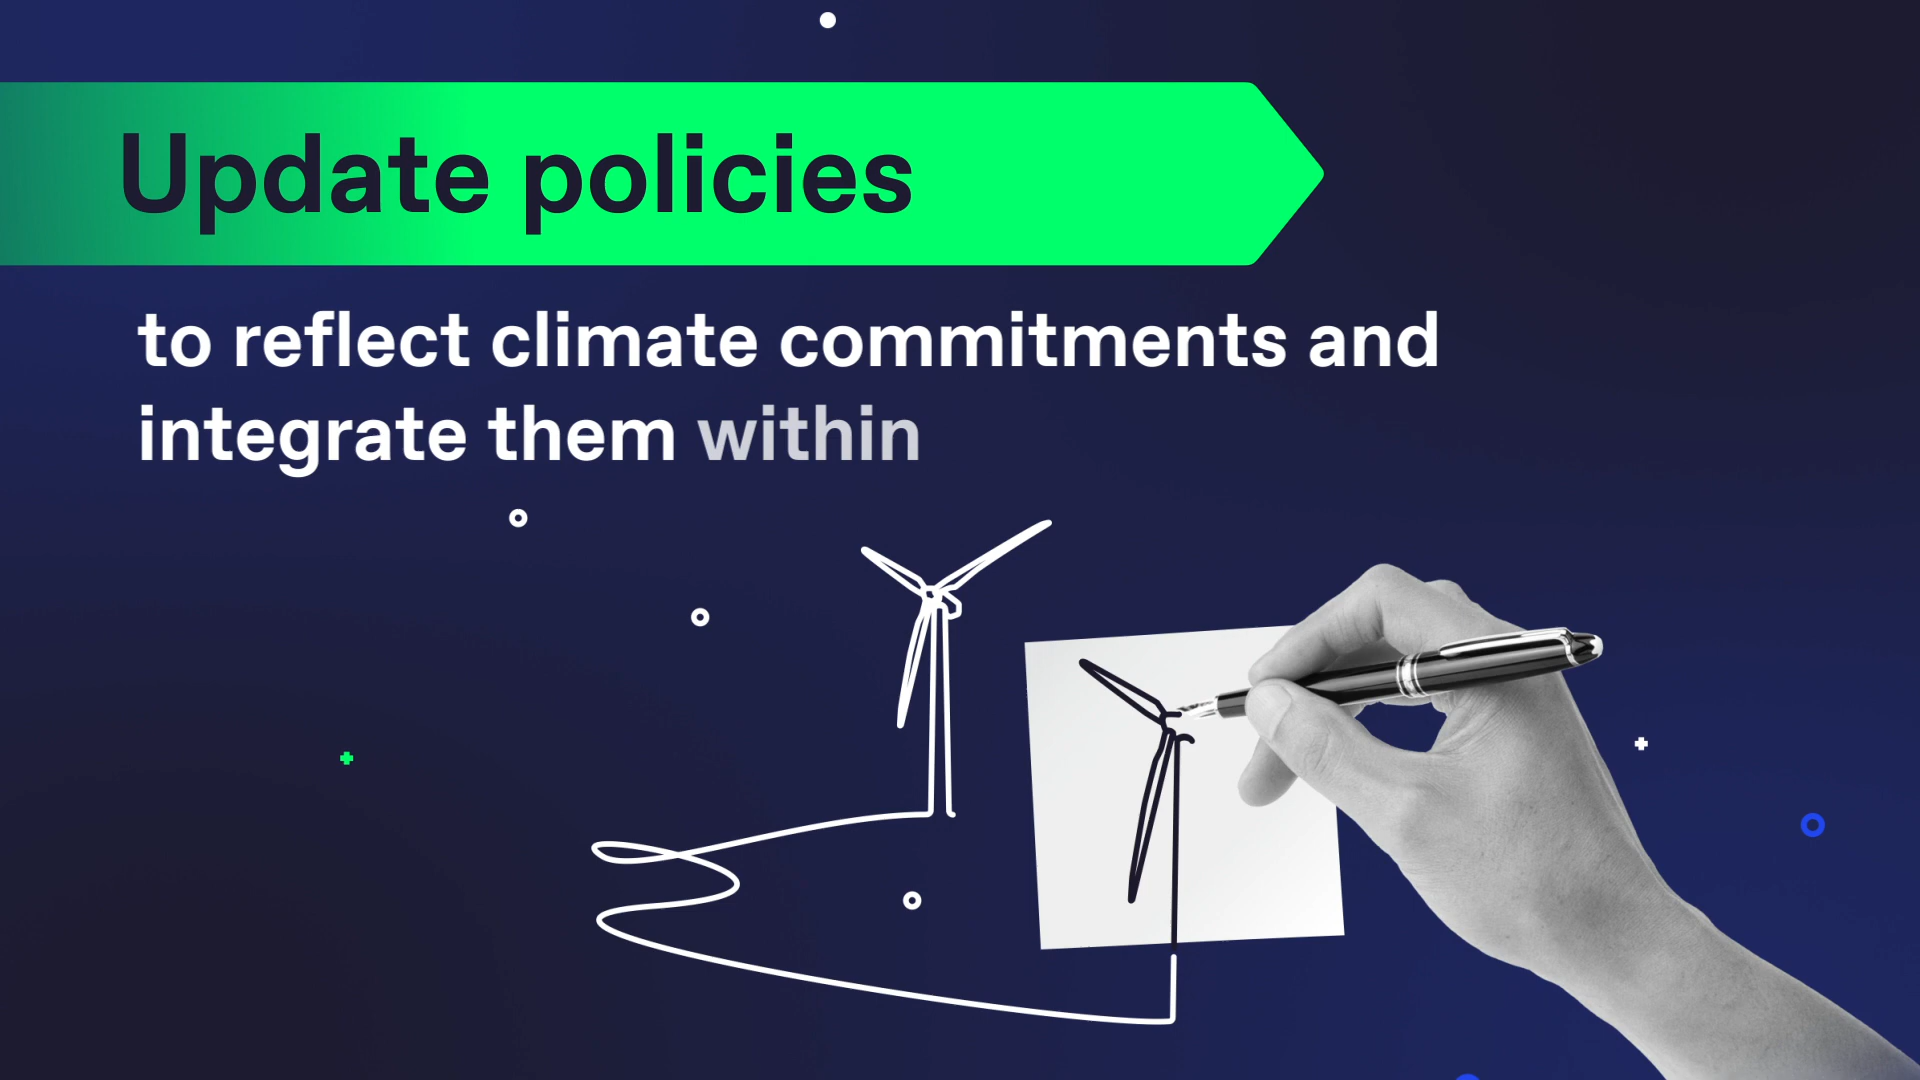 Update policies
to reflect climate commitments and
integrate them within